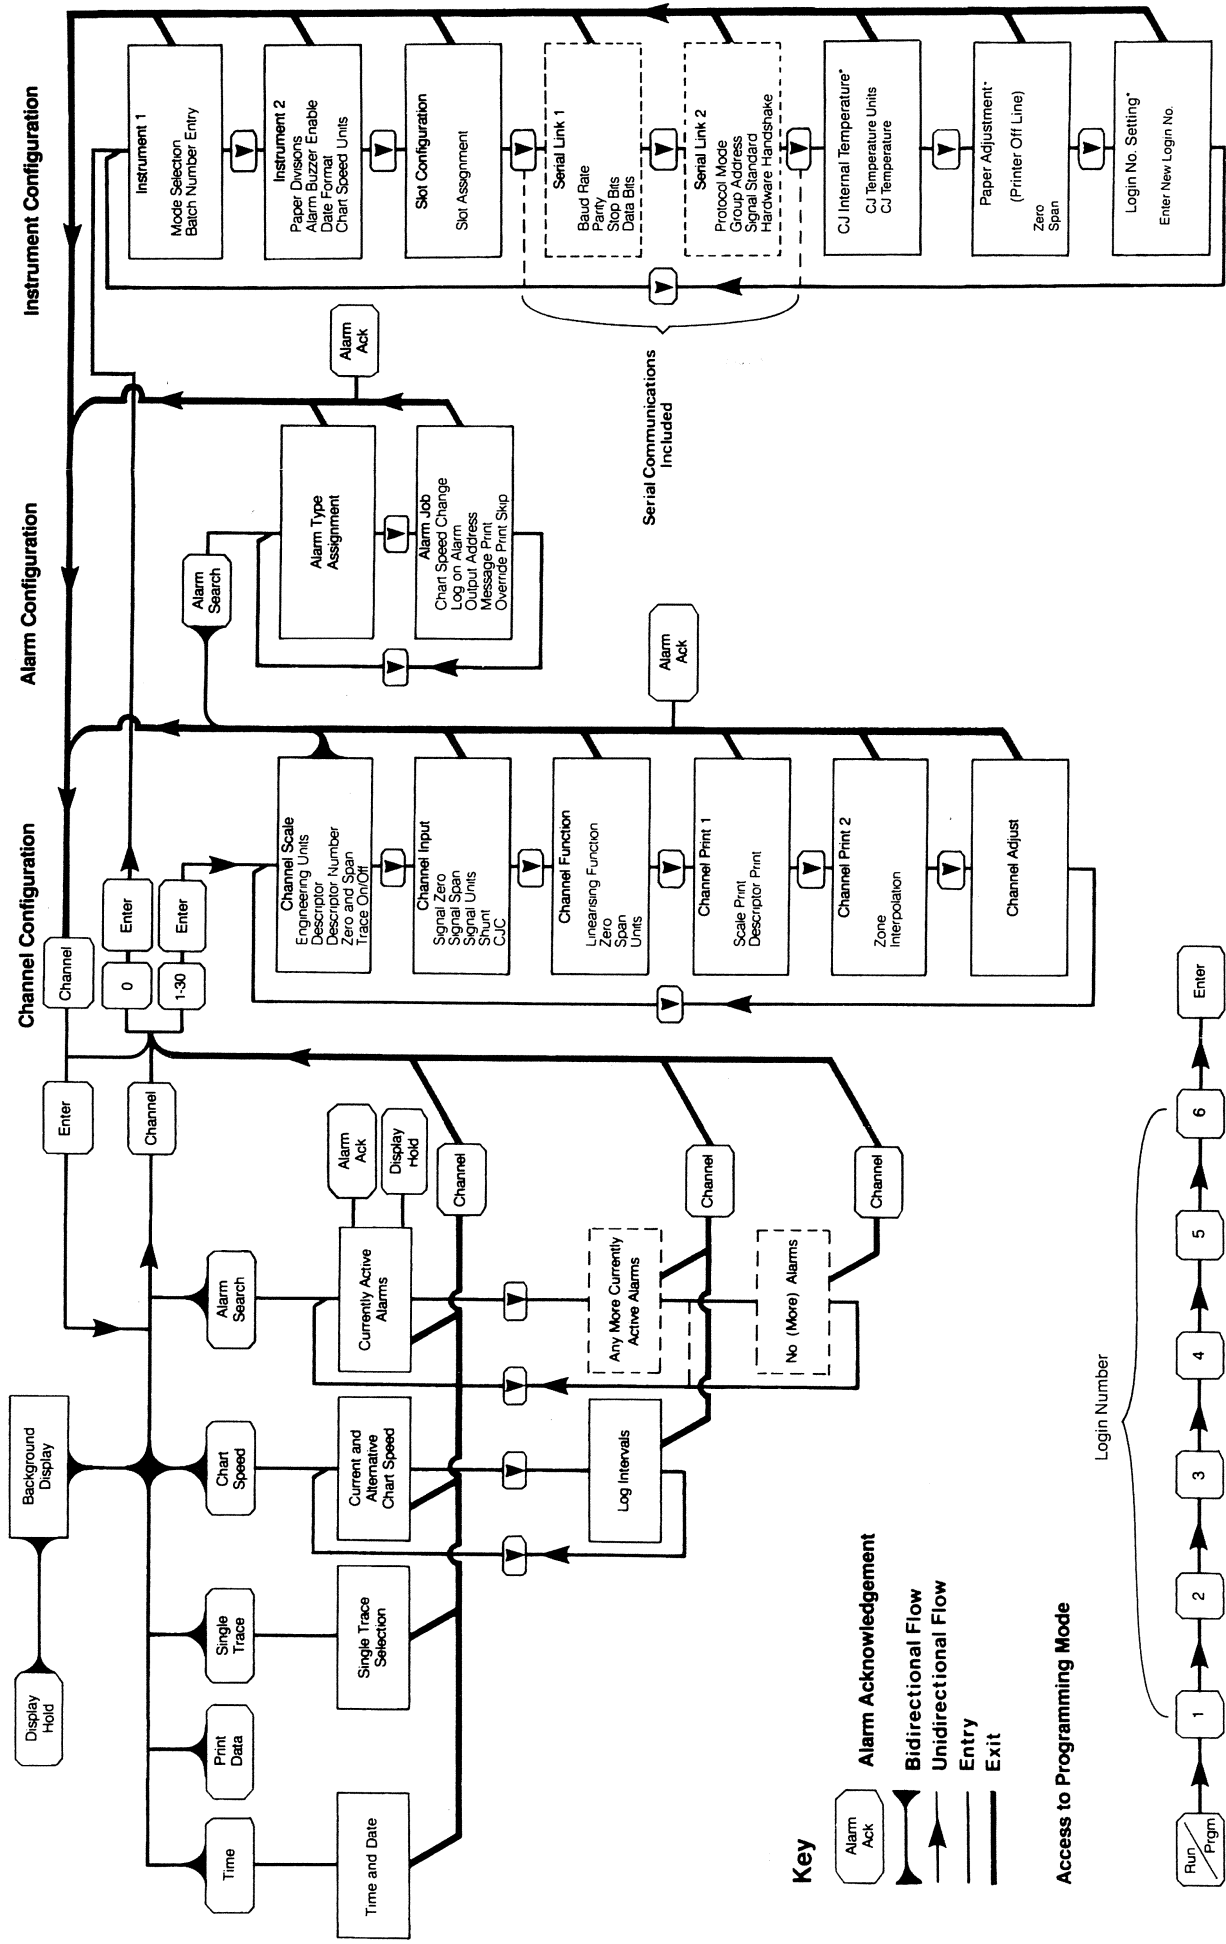 Channel Configuration
Alarm Configuration
Instrument Configuration
Display
Hold
Background
Display
Enter
Channel
Channel
0
Enter
1-30
Enter
Time
Print
Data
Single
Trace
Chart
Speed
Alarm
Search
Time and Date
Single Trace
Selection
Current and
Alternative
Chart Speed
Currently Active
Alarms
Alarm
Ack
Display
Hold
Channel
Log Intervals
Any More Currently
Active Alarms
Channel
No (More) Alarms
Channel
Channel Scale
Engineering Units
Descriptor
Descriptor Number
Zero and Span
Trace On/Off
Channel Input
Signal Zero
Signal Span
Signal Units
Shunt
CJC
Channel Function
Linearising Function
Zero
Span
Units
Channel Print 1
Scale Print
Descriptor Print
Channel Print 2
Zone
Interpolation
Channel Adjust
Alarm
Ack
Alarm
Search
Alarm Type
Assignment
Alarm Job
Chart Speed Change
Log on Alarm
Output Address
Message Print
Override Print Skip
Alarm
Ack
Instrument 1
Mode Selection
Batch Number Entry
Instrument 2
Paper Divisions
Alarm Buzzer Enable
Date Format
Chart Speed Units
Slot Configuration
Slot Assignment
Serial Link 1
Baud Rate
Parity
Stop Bits
Data Bits
Serial Link 2
Protocol Mode
Group Address
Signal Standard
Hardware Handshake
CJ Internal Temperature*
CJ Temperature Units
CJ Temperature
Paper Adjustment*
(Printer Off Line)
Zero
Span
Login No. Setting*
Enter New Login No.
Serial Communications
Included
Key
Alarm
Ack
Alarm Acknowledgement
Bidirectional Flow
Unidirectional Flow
Entry
Exit
Access to Programming Mode
Login Number
Run
Prgm
1
2
3
4
5
6
Enter